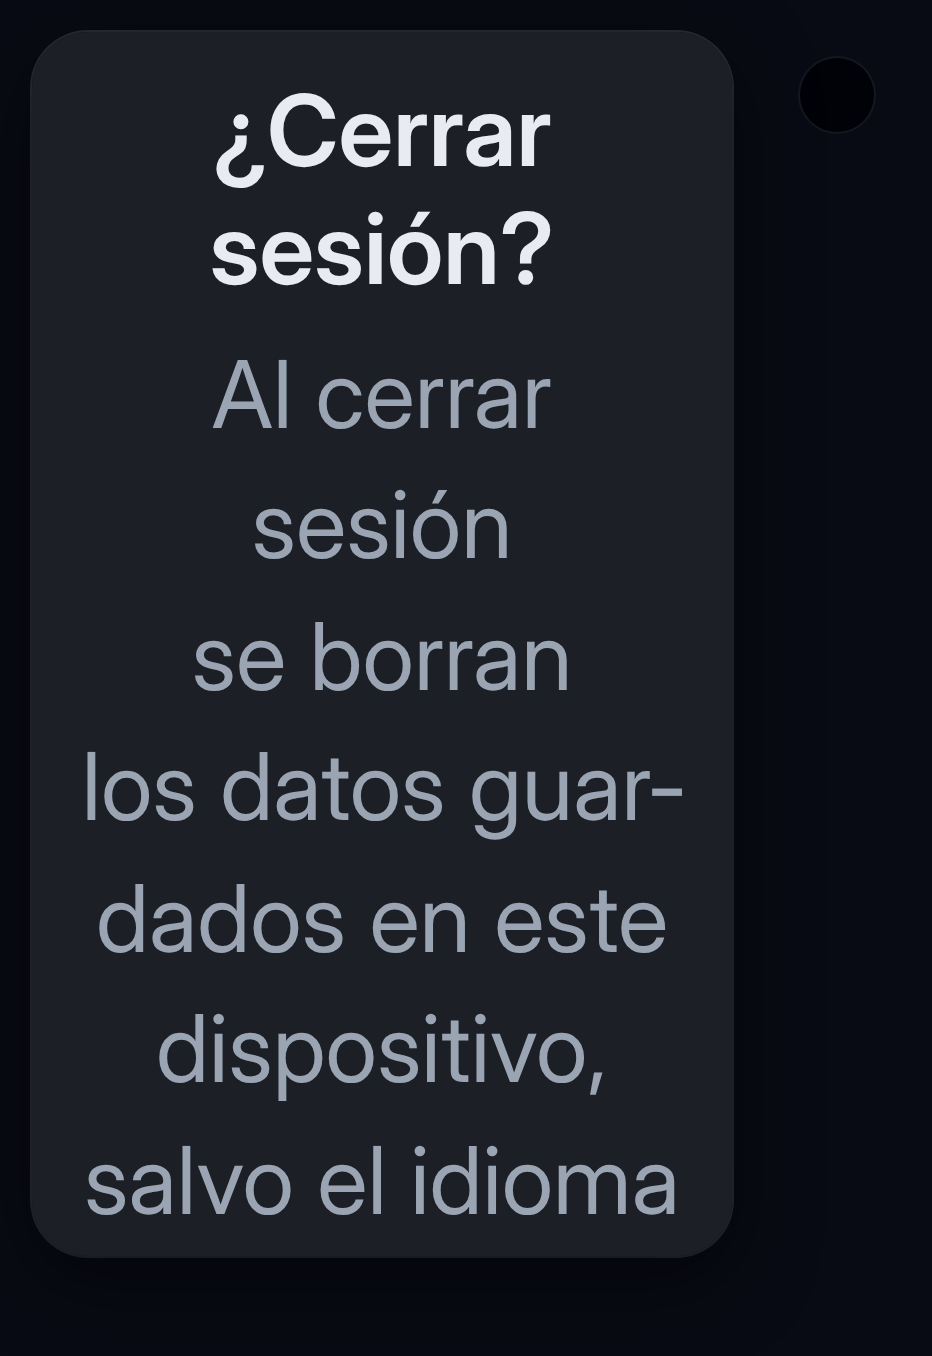 ¿Cerrar
sesión?
Al cerrar
sesión
se borran
los datos guar-
dados en este
dispositivo,
salvo el idioma